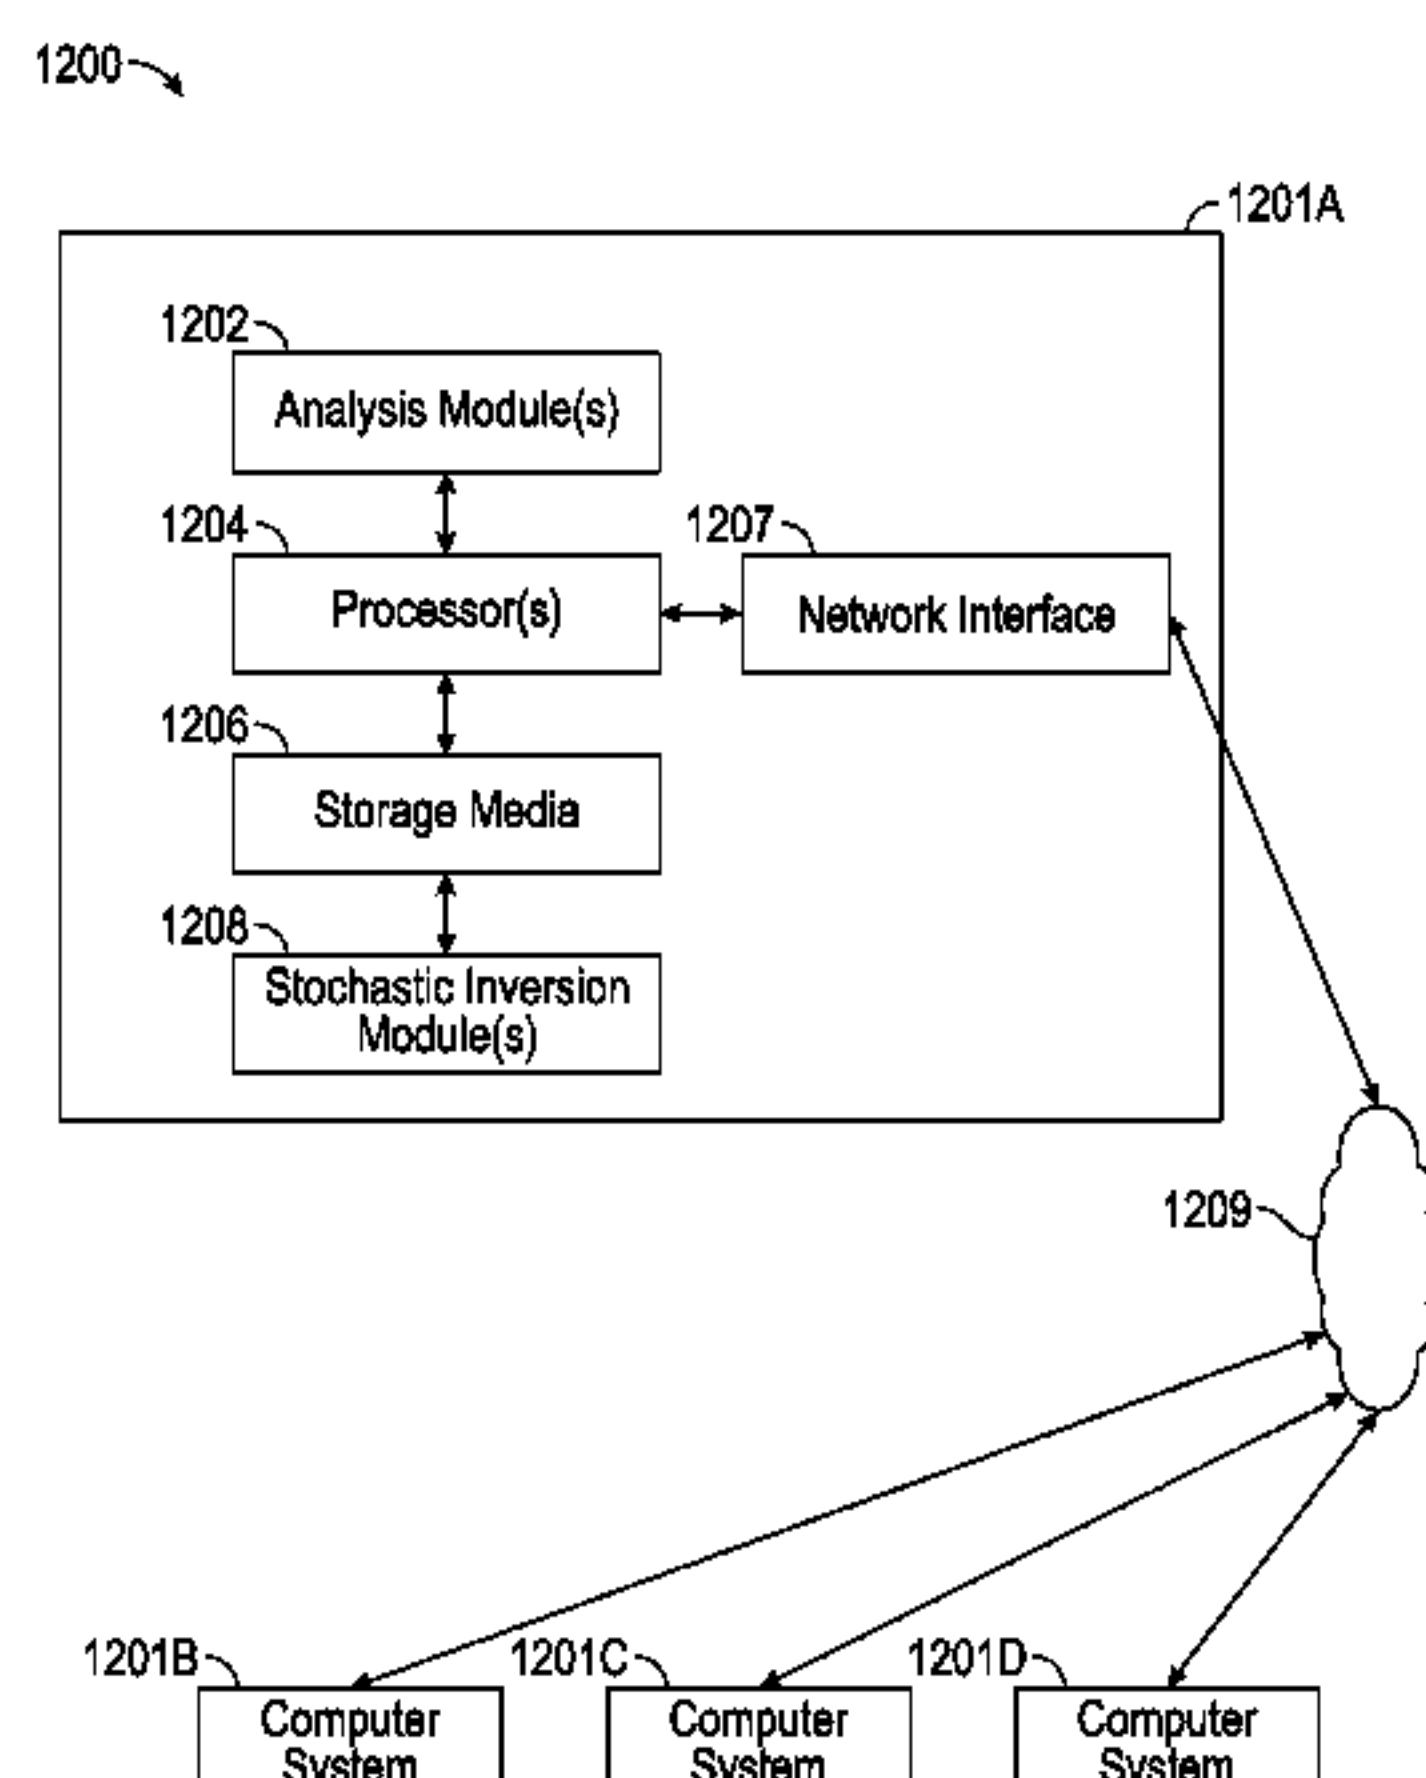 1200
1201A
1202
Analysis Module(s)
1204
1207
Processor(s)
Network Interface
1206
Storage Media
1208
Stochastic Inversion
Module(s)
1209
1201B
1201C
1201D
Computer
System
Computer
System
Computer
System